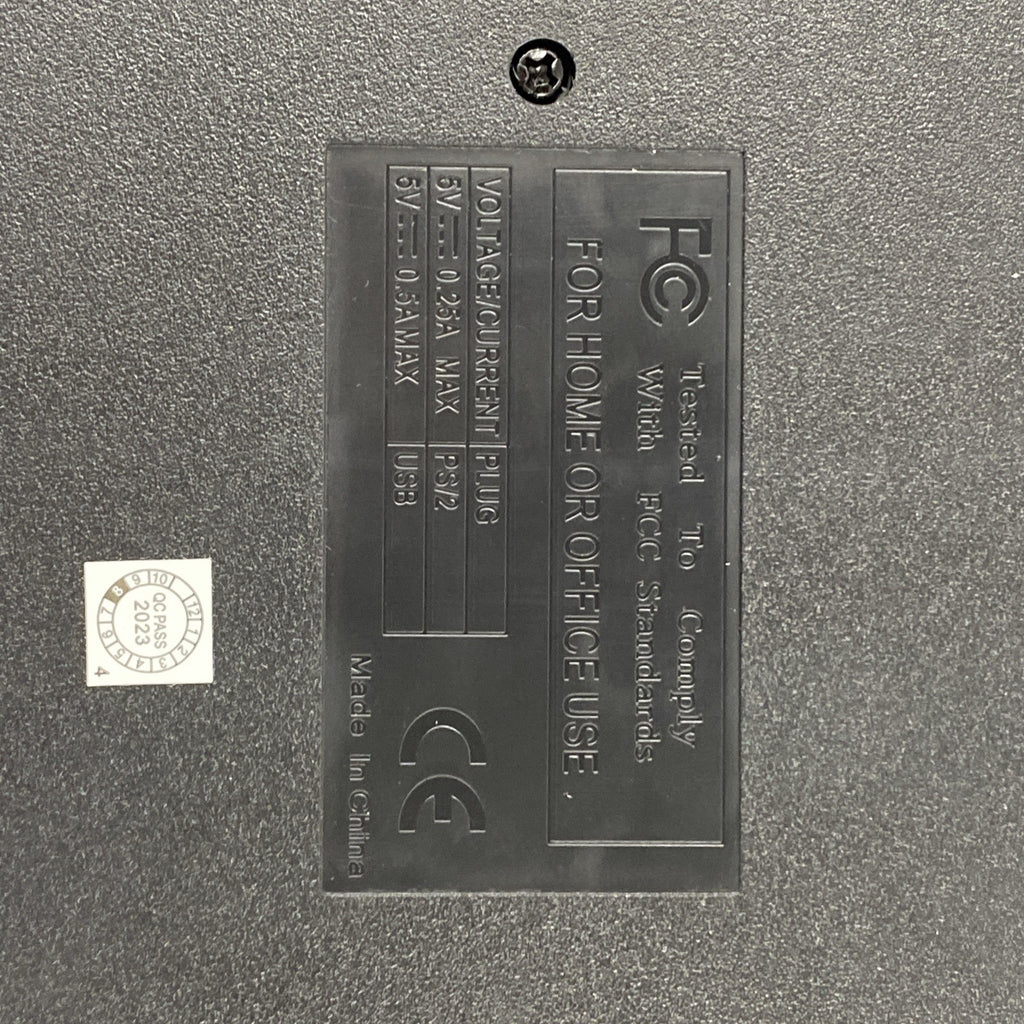 FC Tested To Comply
With FCC Standards
FOR HOME OR OFFICE USE
VOLTAGE/CURRENT PLUG
5V⎓0.25A MAX PS/2
5V⎓0.5AMAX USB
CE
Made In China
QC PASS
2023
1 2 3 4 5 6 7 8 9 10 11 12
4